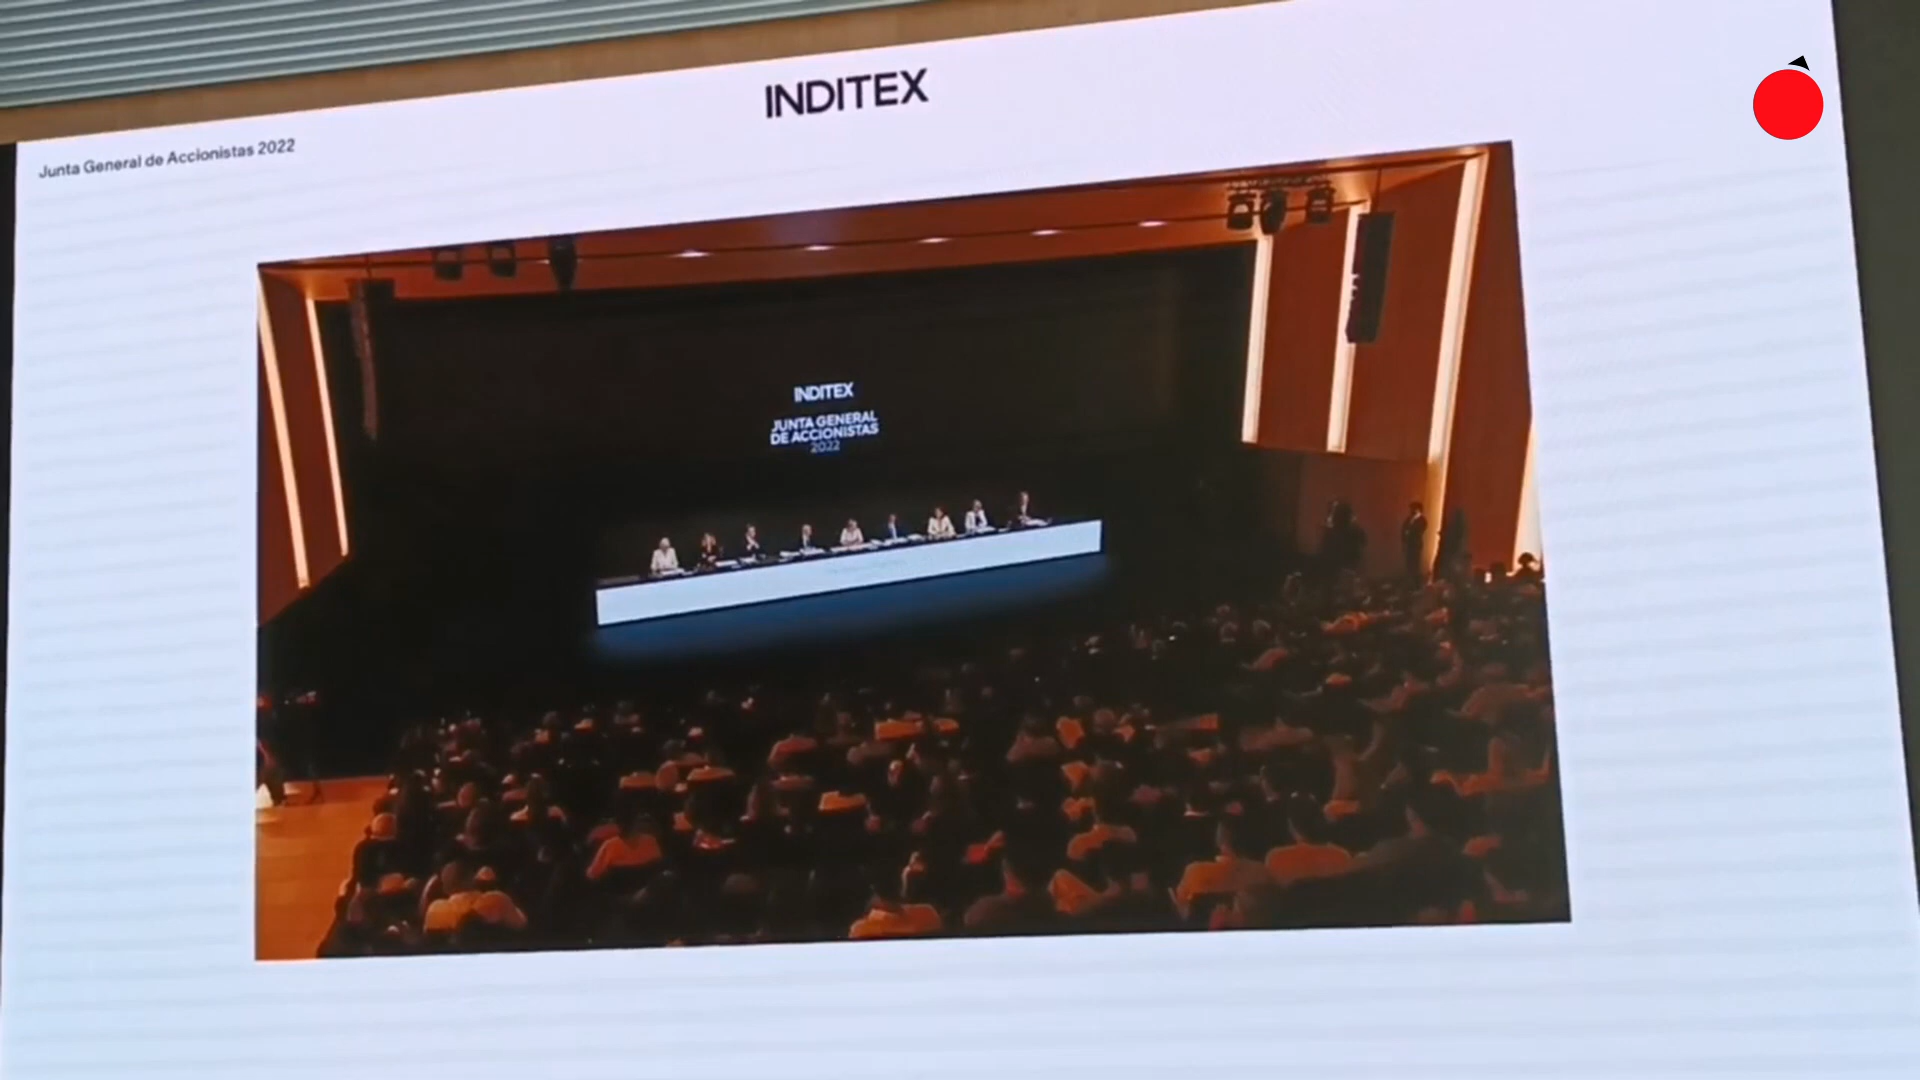 INDITEX
Junta General de Accionistas 2022
INDITEX
JUNTA GENERAL
DE ACCIONISTAS
2022